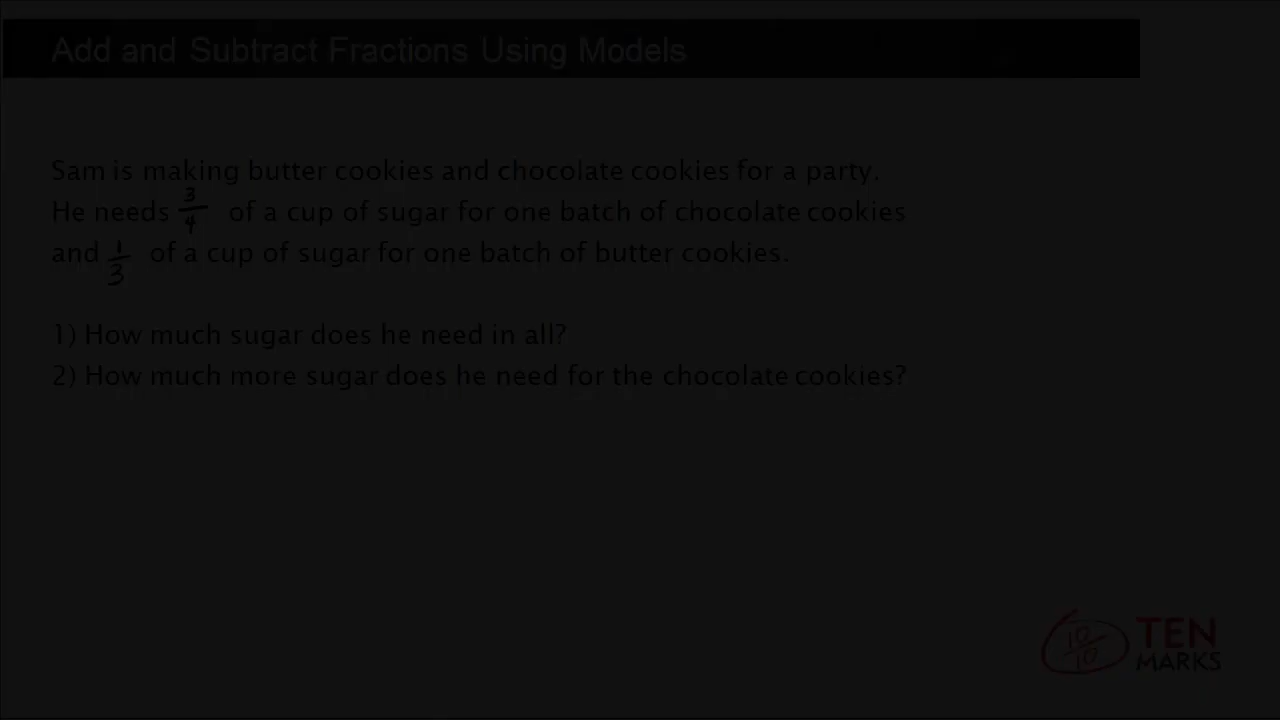 Add and Subtract Fractions Using Models
Sam is making butter cookies and chocolate cookies for a party.
He needs 3/4 of a cup of sugar for one batch of chocolate cookies
and 1/3 of a cup of sugar for one batch of butter cookies.
1) How much sugar does he need in all?
2) How much more sugar does he need for the chocolate cookies?
10/10 TEN
MARKS